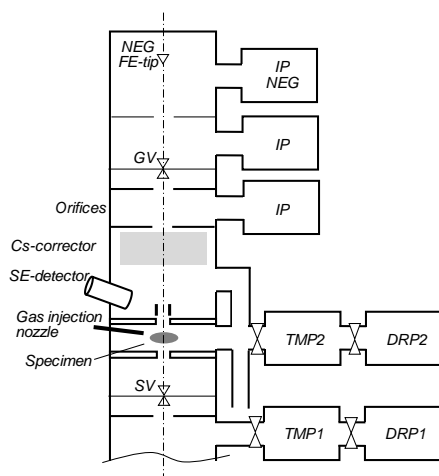 NEG
FE-tip
IP
NEG
GV
IP
Orifices
IP
Cs-corrector
SE-detector
Gas injection
nozzle
Specimen
TMP2
DRP2
SV
TMP1
DRP1